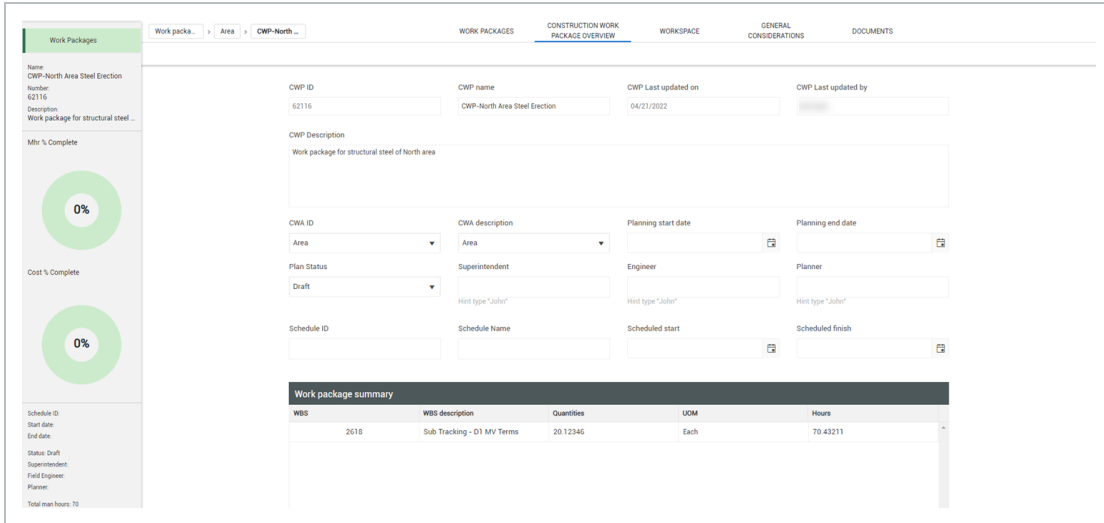 Work Packages
Name:
CWP-North Area Steel Erection
Number:
62116
Description:
Work package for structural steel ...
Mhr % Complete
0%
Cost % Complete
0%
Schedule ID:
Start date:
End date:
Status: Draft
Superintendent:
Field Engineer:
Planner:
Total man hours: 70
Work packa... > Area > CWP-North ...
WORK PACKAGES
CONSTRUCTION WORK
PACKAGE OVERVIEW
WORKSPACE
GENERAL
CONSIDERATIONS
DOCUMENTS
CWP ID CWP name CWP Last updated on CWP Last updated by
62116 CWP-North Area Steel Erection 04/21/2022
CWP Description
Work package for structural steel of North area
CWA ID CWA description Planning start date Planning end date
Area Area
Plan Status Superintendent Engineer Planner
Draft
Hint type "John" Hint type "John" Hint type "John"
Schedule ID Schedule Name Scheduled start Scheduled finish
Work package summary
WBS WBS description Quantities UOM Hours
2618 Sub Tracking - D1 MV Terms 20.12346 Each 70.43211